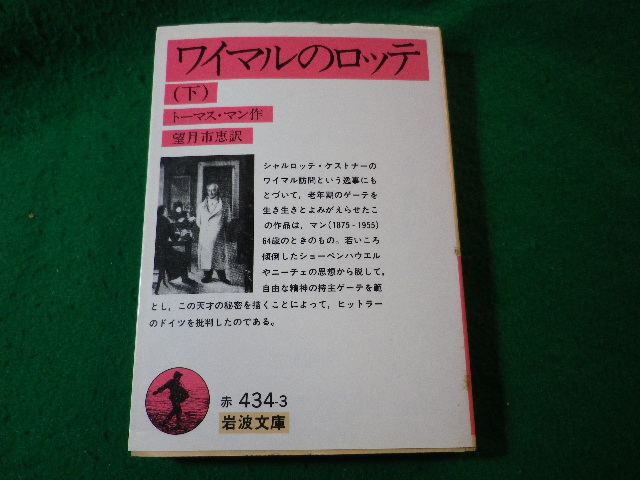 ワイマルのロッテ
(下)
トーマス・マン作
望月市恵訳
シャルロッテ・ケストナーの
ワイマル訪問という逸事にも
とづいて，老年期のゲーテを
生き生きとよみがえらせたこ
の作品は，マン(1875-1955)
64歳のときのもの。若いころ
傾倒したショーペンハウエル
やニーチェの思想から脱して，
自由な精神の持主ゲーテを範
とし，この天才の秘密を描くことによって，ヒットラー
のドイツを批判したのである。
赤 434-3
岩波文庫